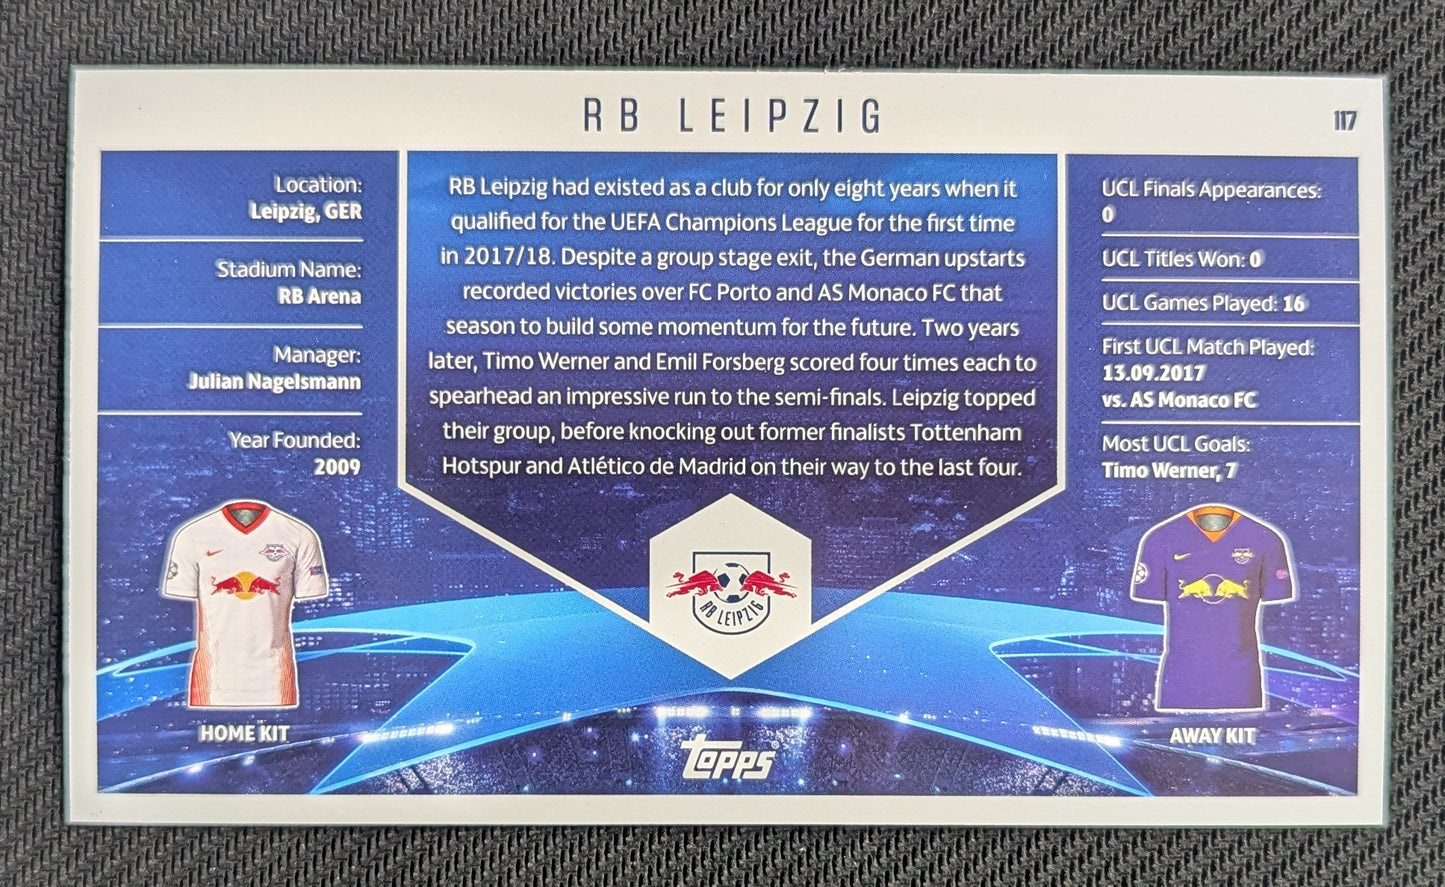 RB LEIPZIG
117
Location:
Leipzig, GER
Stadium Name:
RB Arena
Manager:
Julian Nagelsmann
Year Founded:
2009
RB Leipzig had existed as a club for only eight years when it
qualified for the UEFA Champions League for the first time
in 2017/18. Despite a group stage exit, the German upstarts
recorded victories over FC Porto and AS Monaco FC that
season to build some momentum for the future. Two years
later, Timo Werner and Emil Forsberg scored four times each to
spearhead an impressive run to the semi-finals. Leipzig topped
their group, before knocking out former finalists Tottenham
Hotspur and Atlético de Madrid on their way to the last four.
UCL Finals Appearances:
0
UCL Titles Won: 0
UCL Games Played: 16
First UCL Match Played:
13.09.2017
vs. AS Monaco FC
Most UCL Goals:
Timo Werner, 7
RB LEIPZIG
HOME KIT
AWAY KIT
Topps